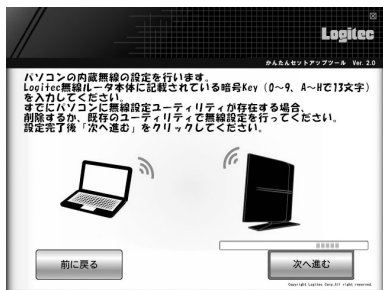 Logitec
かんたんセットアップツール Ver. 2.0
パソコンの内蔵無線の設定を行います。
Logitec無線ルータ本体に記載されている暗号Key（0～9、A～Hで13文字）
を入力してください。
すでにパソコンに無線設定ユーティリティが存在する場合、
削除するか、既存のユーティリティで無線設定を行ってください。
設定完了後「次へ進む」をクリックしてください。
前に戻る
次へ進む
Copyright Logitec Corp.All right reserved.